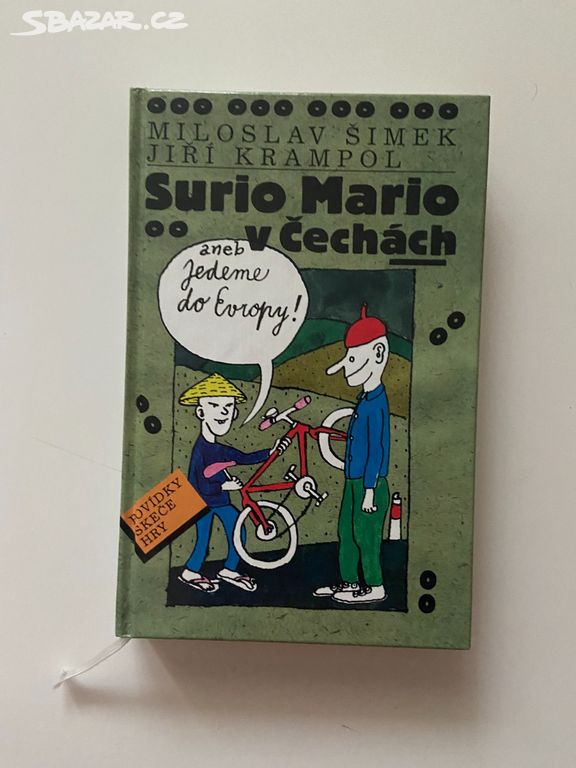 SBAZAR.CZ
MILOSLAV ŠIMEK
JIŘÍ KRAMPOL
Surio Mario
v Čechách
aneb
Jedeme
do Evropy!
POVÍDKY
SKEČE
HRY